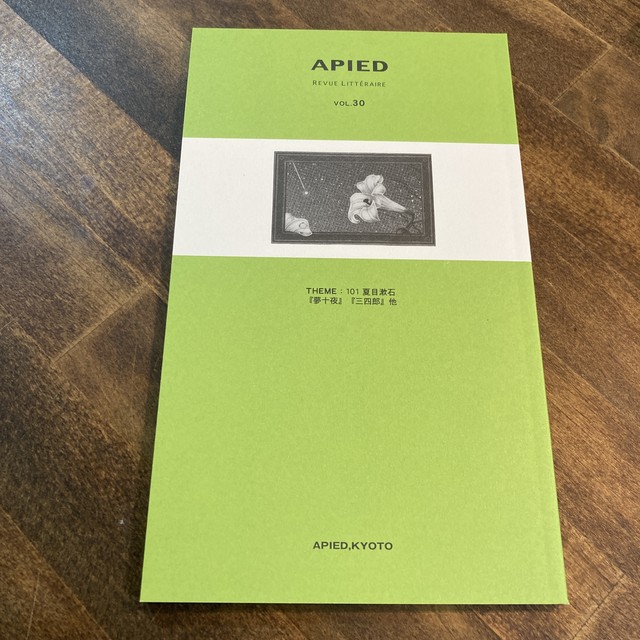 APIED
REVUE LITTÉRAIRE
VOL.30
THEME : 101 夏目漱石
『夢十夜』『三四郎』他
APIED,KYOTO